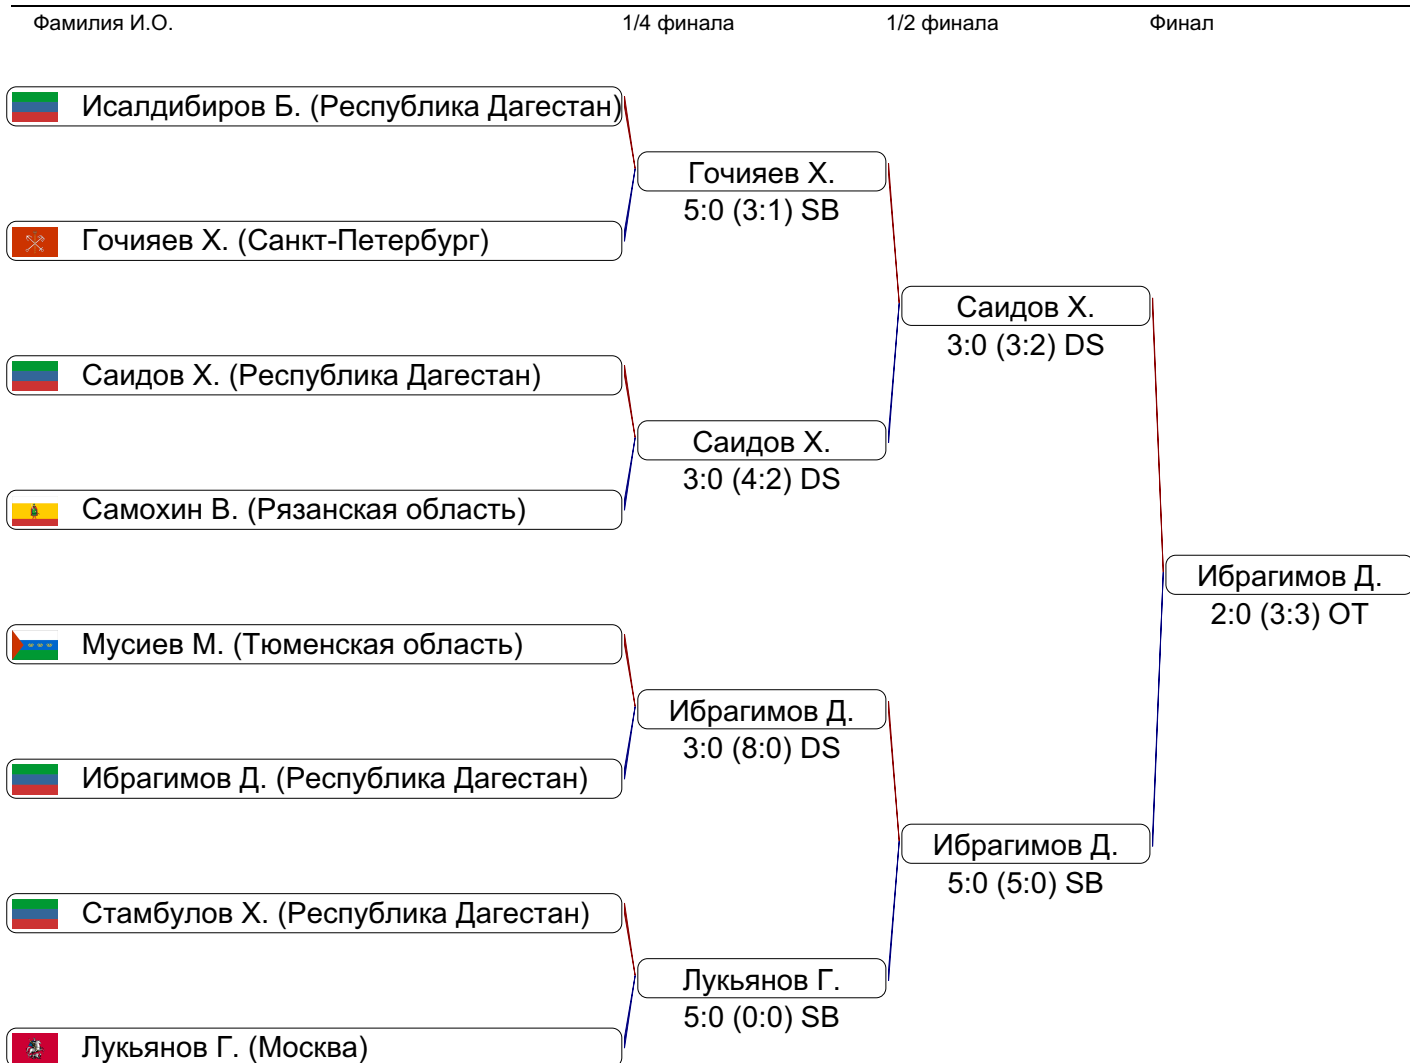 Фамилия И.О. 1/4 финала 1/2 финала Финал
Исалдибиров Б. (Республика Дагестан)
Гочияев Х.
5:0 (3:1) SB
Гочияев Х. (Санкт-Петербург)
Саидов Х.
3:0 (3:2) DS
Саидов Х. (Республика Дагестан)
Саидов Х.
3:0 (4:2) DS
Самохин В. (Рязанская область)
Ибрагимов Д.
2:0 (3:3) OT
Мусиев М. (Тюменская область)
Ибрагимов Д.
3:0 (8:0) DS
Ибрагимов Д. (Республика Дагестан)
Ибрагимов Д.
5:0 (5:0) SB
Стамбулов Х. (Республика Дагестан)
Лукьянов Г.
5:0 (0:0) SB
Лукьянов Г. (Москва)